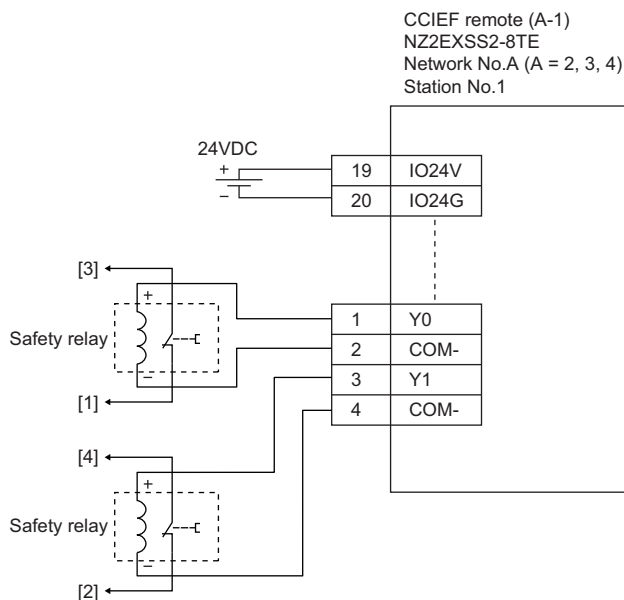 CCIEF remote (A-1)
NZ2EXSS2-8TE
Network No.A (A = 2, 3, 4)
Station No.1
24VDC
+
−
19 IO24V
20 IO24G
[3]
+
Safety relay
−
[1]
1 Y0
2 COM-
3 Y1
4 COM-
[4]
+
Safety relay
−
[2]